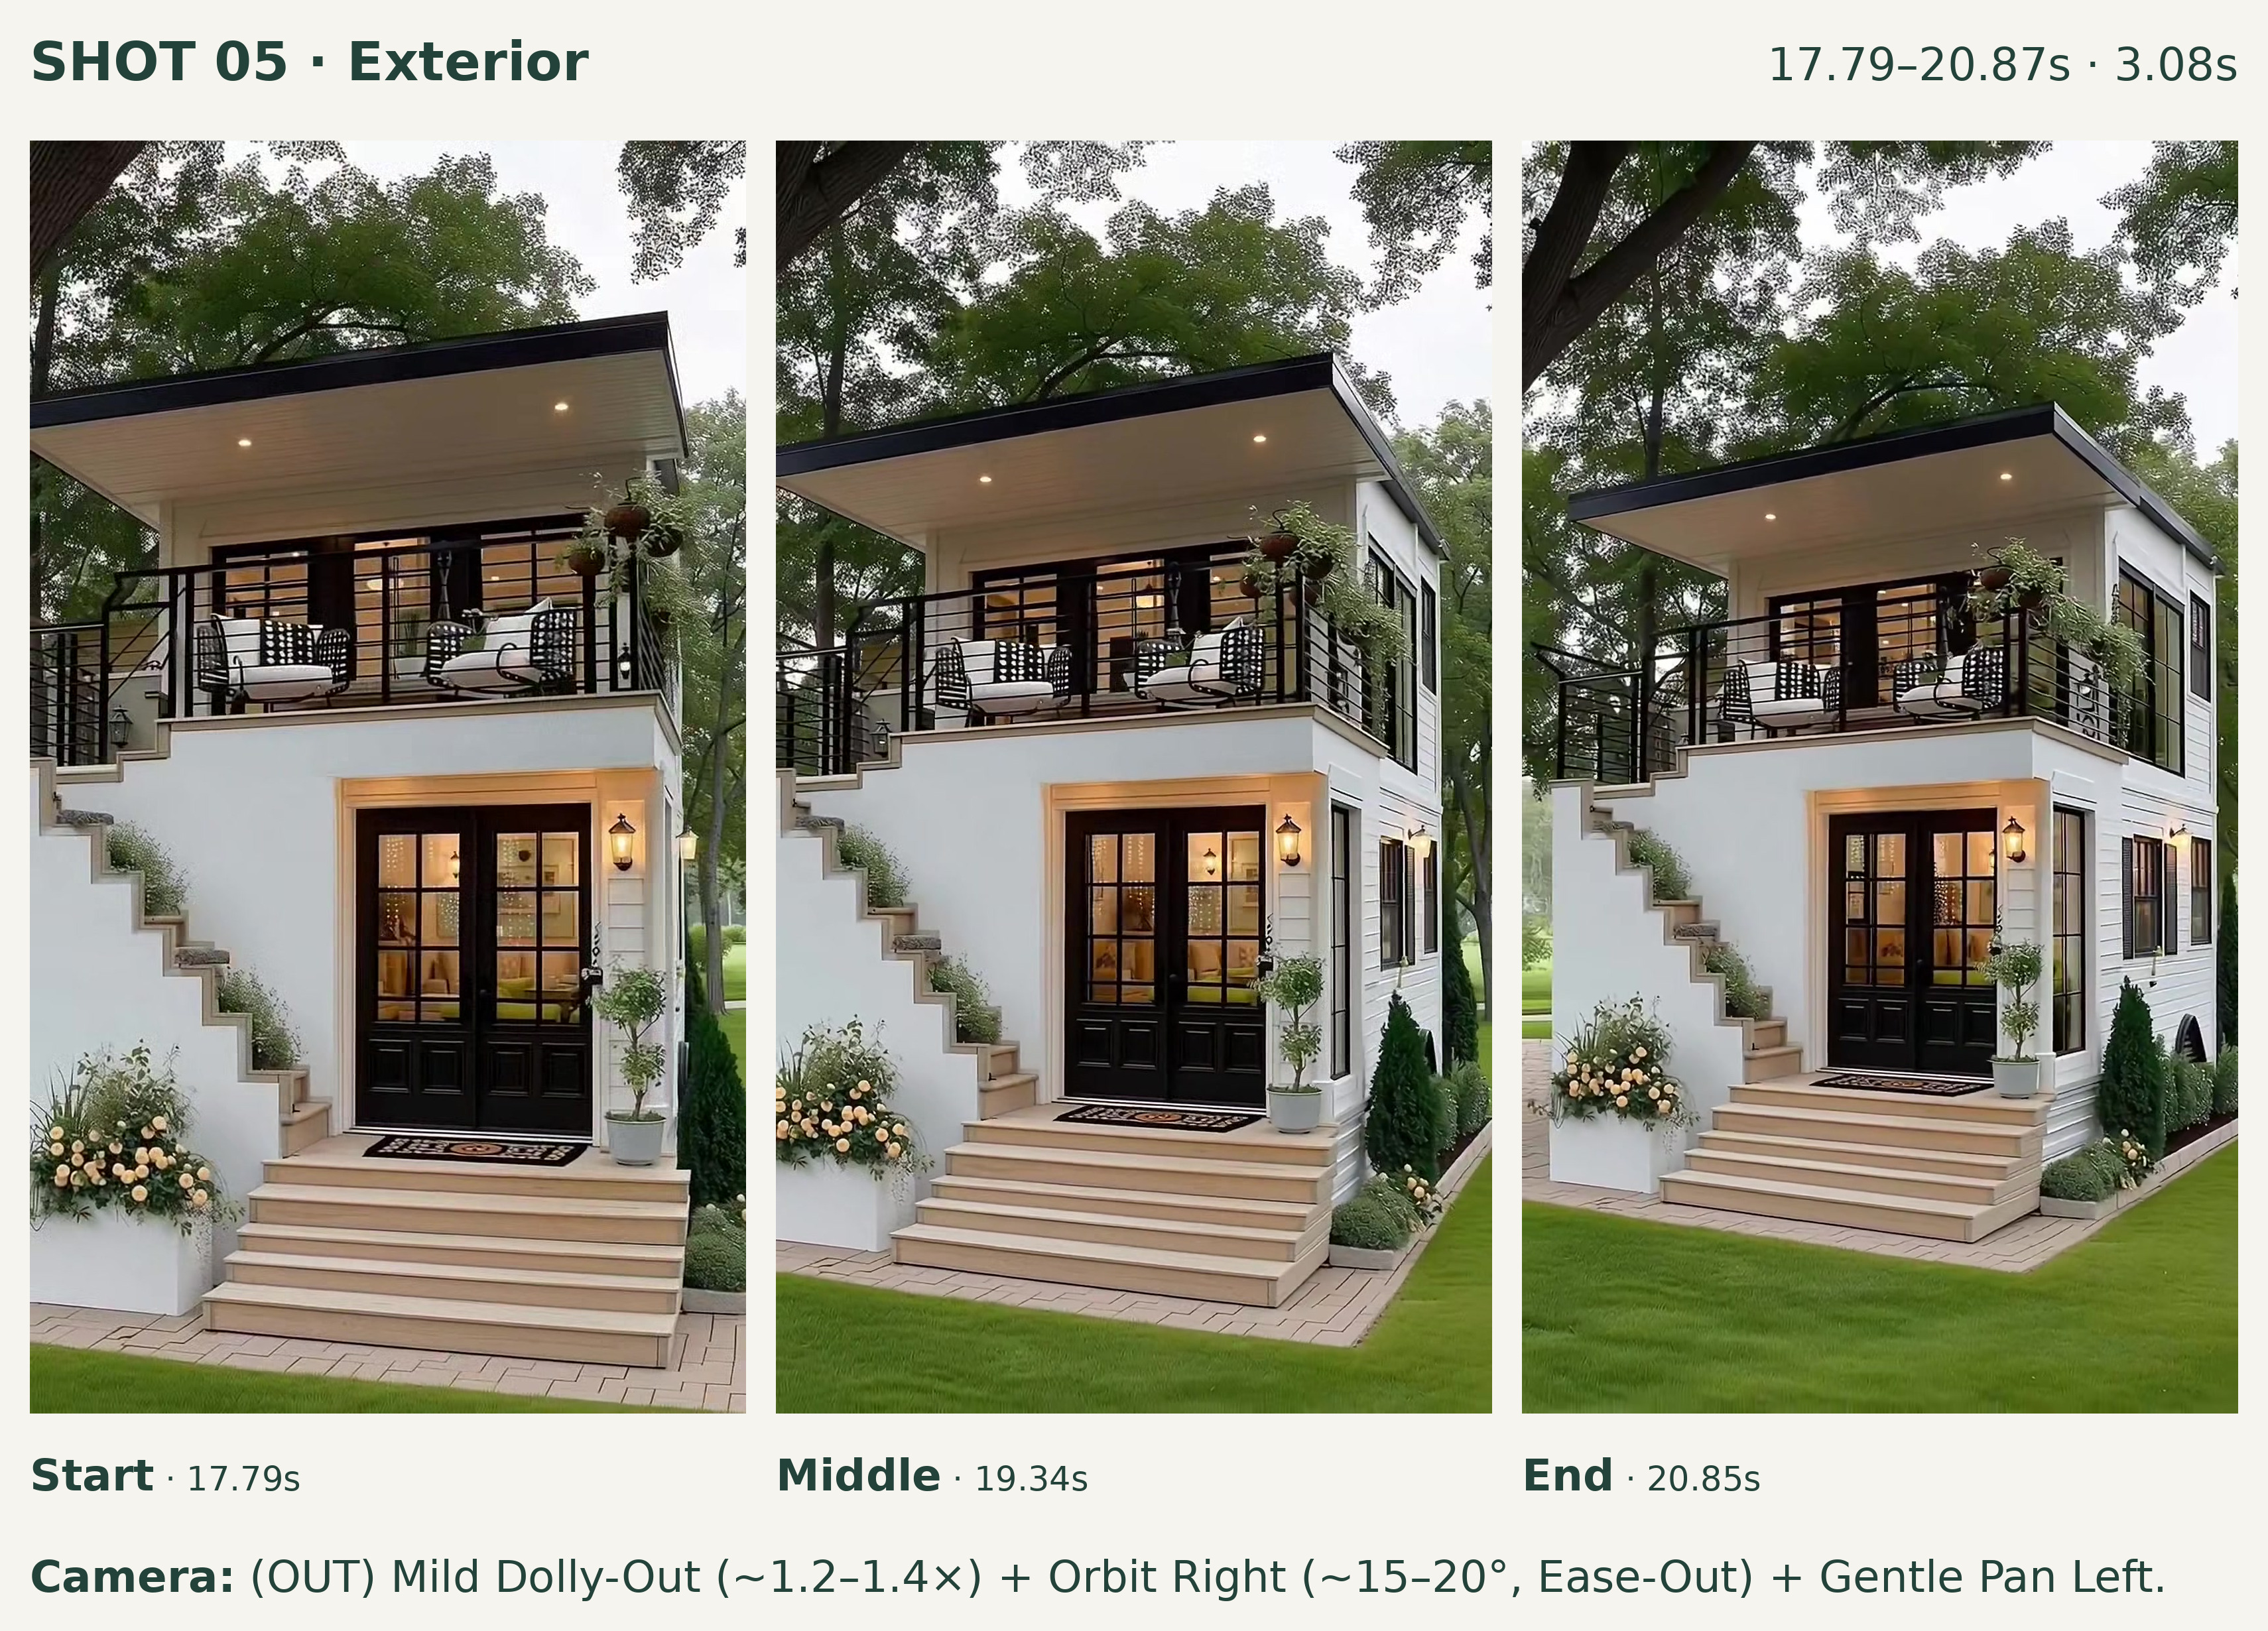 SHOT 05 · Exterior
17.79–20.87s · 3.08s
Start · 17.79s
Middle · 19.34s
End · 20.85s
Camera: (OUT) Mild Dolly-Out (~1.2–1.4×) + Orbit Right (~15–20°, Ease-Out) + Gentle Pan Left.